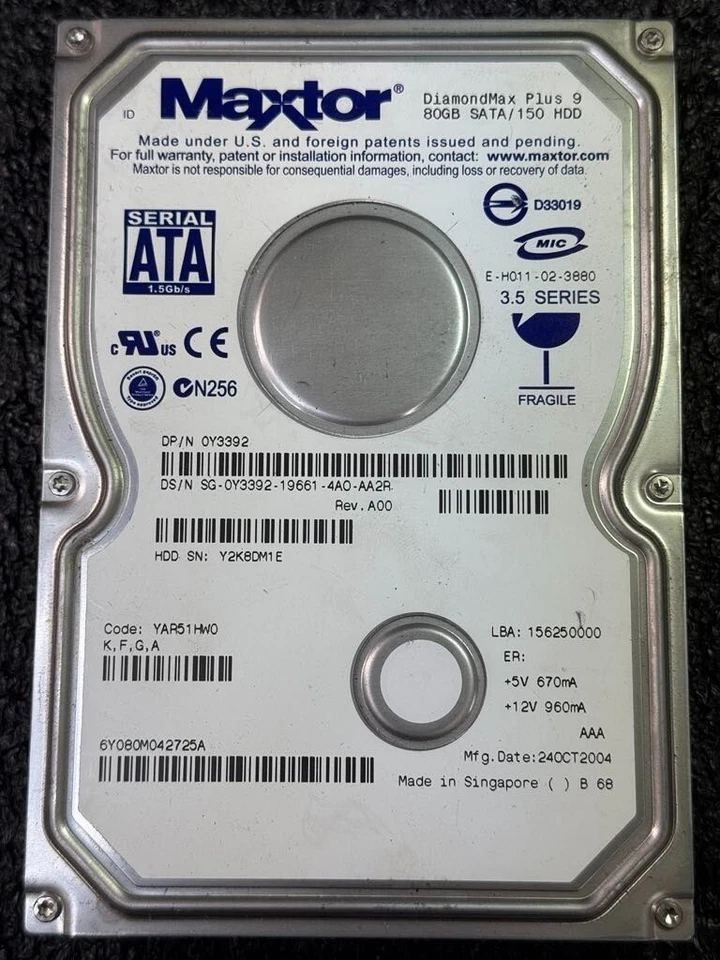 Maxtor®
DiamondMax Plus 9
ID
80GB SATA/150 HDD
Made under U.S. and foreign patents issued and pending.
For full warranty, patent or installation information, contact: www.maxtor.com
Maxtor is not responsible for consequential damages, including loss or recovery of data.
SERIAL
ATA
1.5Gb/s
D33019
MIC
E-H011-02-3880
3.5 SERIES
FRAGILE
c RU® US CE
N256
DP/N 0Y3392
DS/N SG-0Y3392-19661-4A0-AA2R
Rev.A00
HDD SN: Y2K8DM1E
Code: YAR51HW0
K,F,G,A
LBA: 156250000
ER:
+5V 670mA
+12V 960mA
AAA
6Y080M042725A
Mfg.Date:24OCT2004
Made in Singapore ( ) B 68